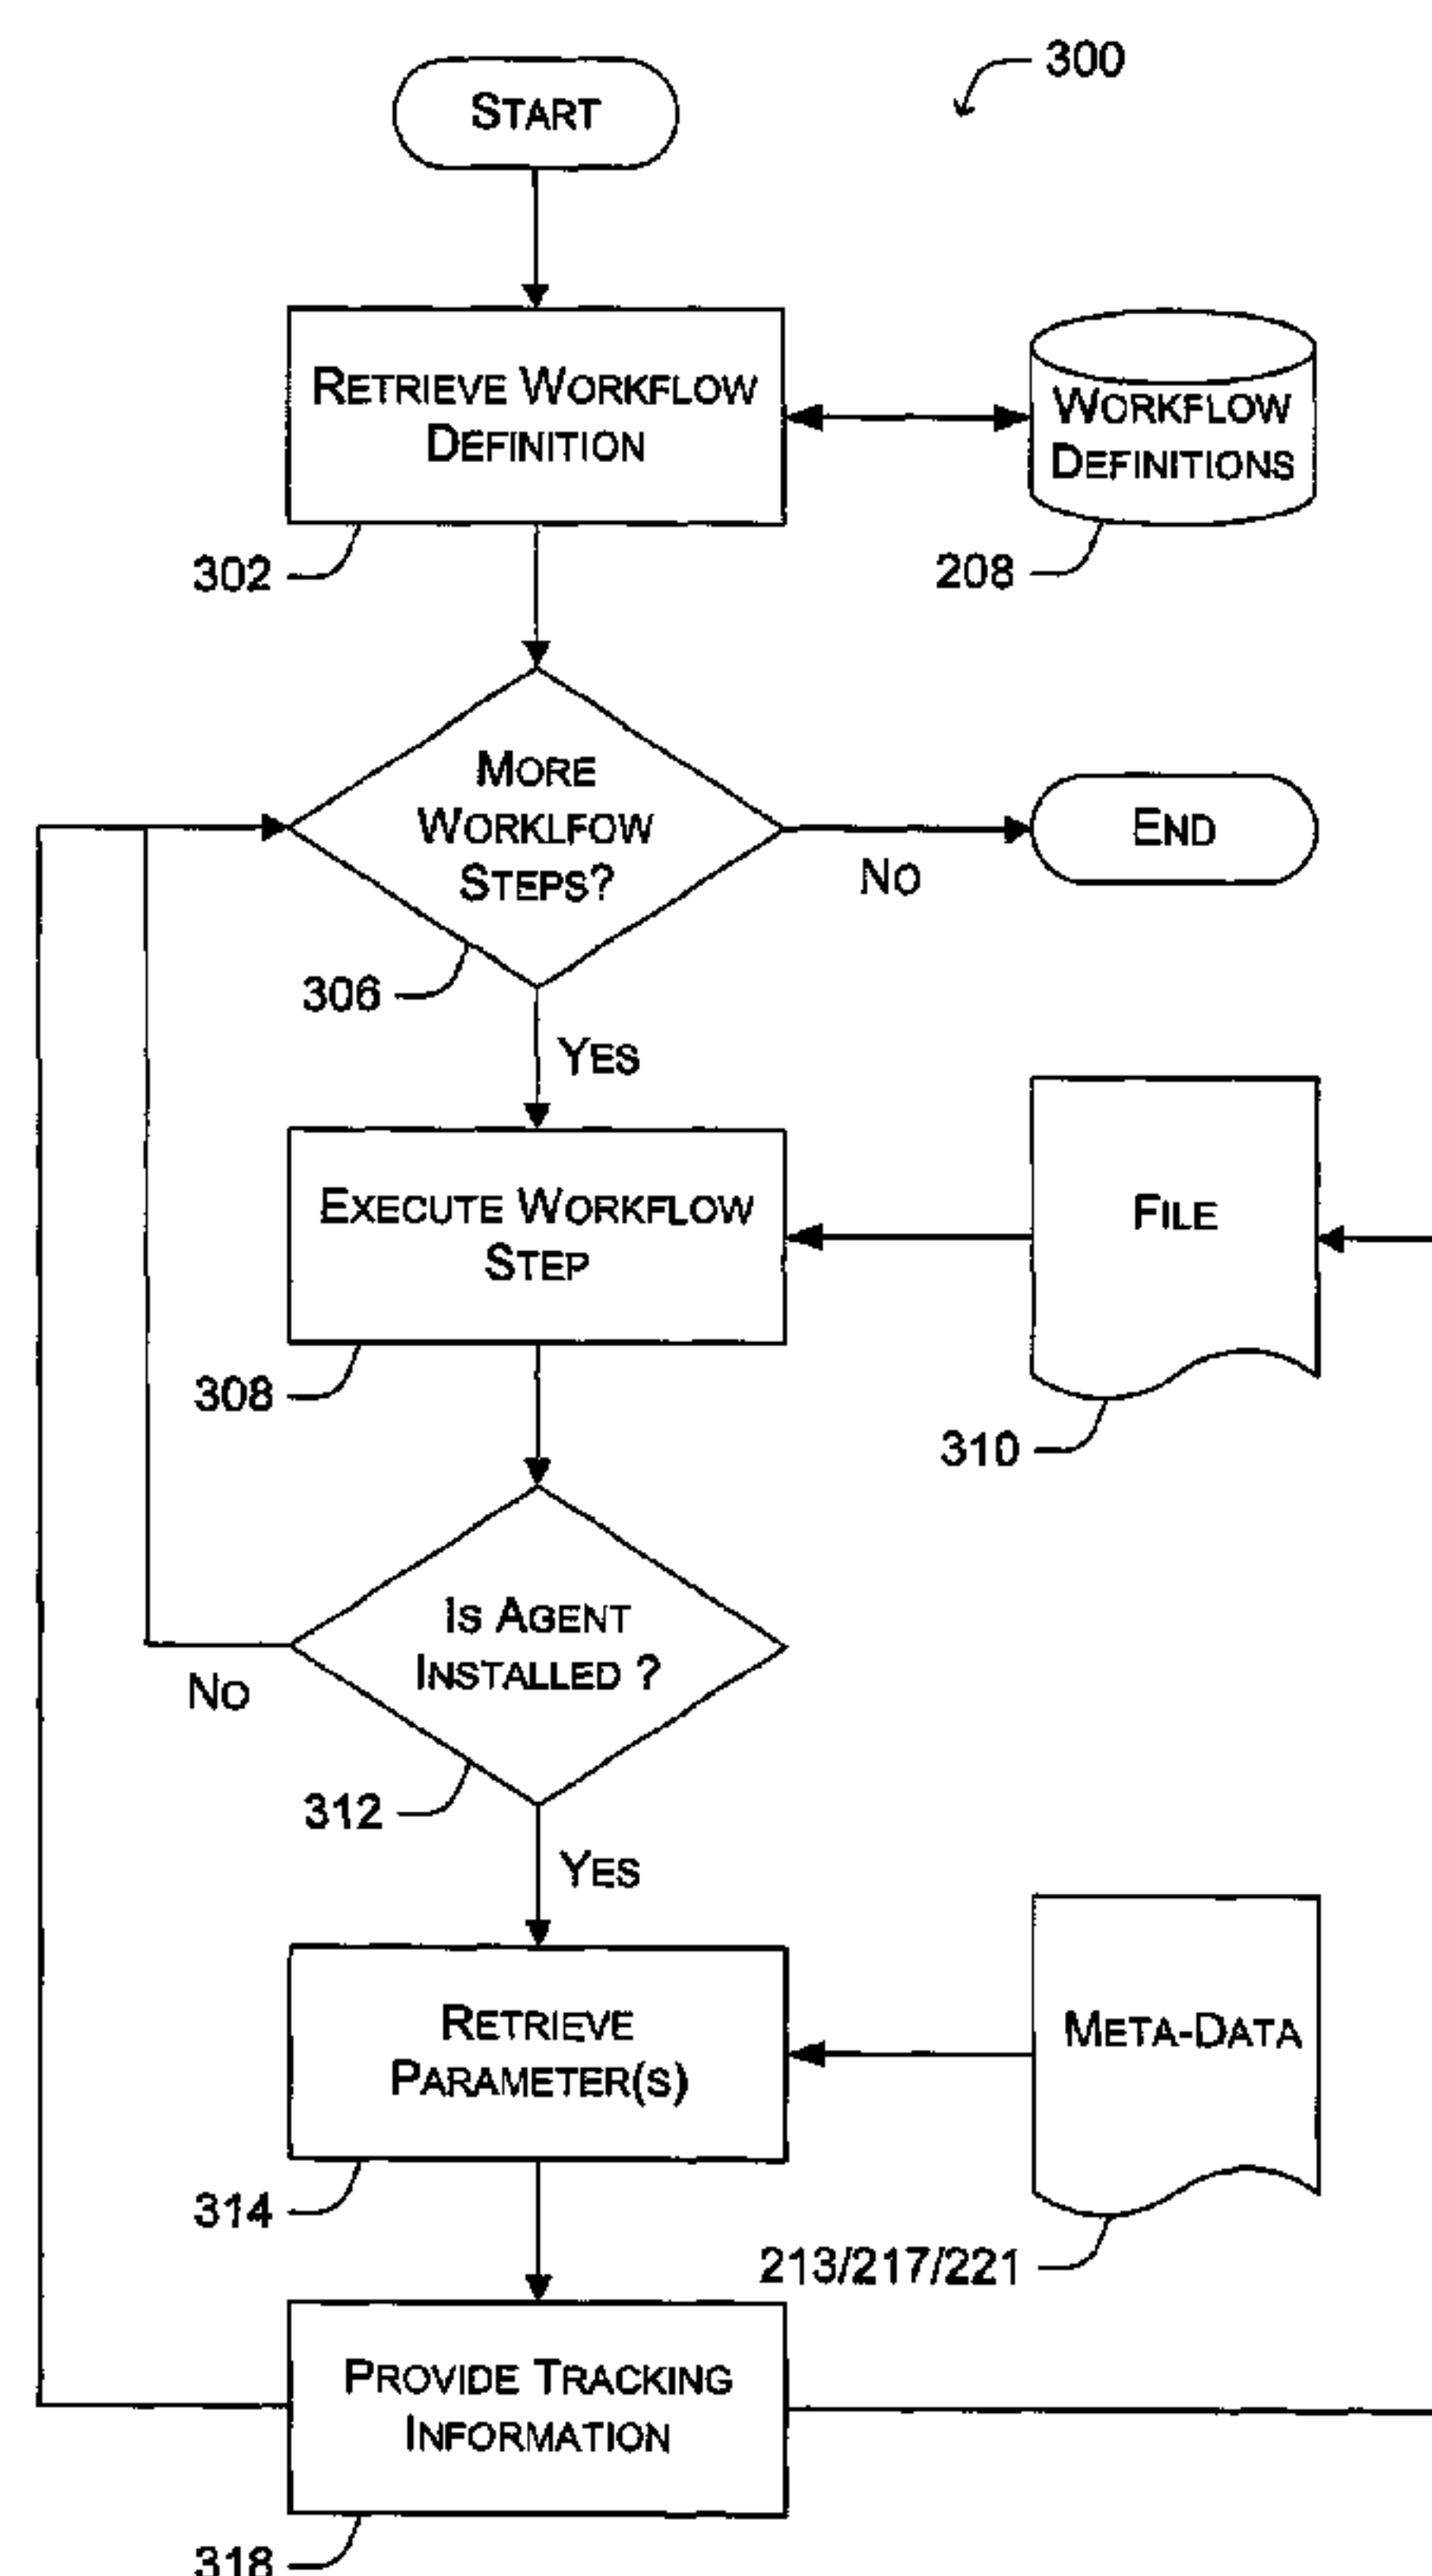 300
START
RETRIEVE WORKFLOW
DEFINITION
WORKFLOW
DEFINITIONS
302
208
MORE
WORKLFOW
STEPS?
END
NO
306
YES
EXECUTE WORKFLOW
STEP
FILE
308
310
IS AGENT
INSTALLED ?
NO
312
YES
RETRIEVE
PARAMETER(S)
META-DATA
314
213/217/221
PROVIDE TRACKING
INFORMATION
318